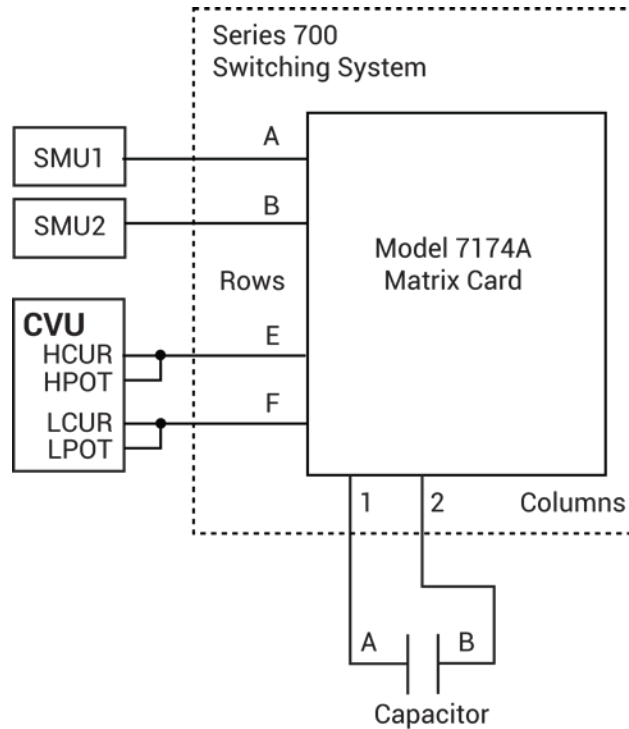 Series 700
Switching System
SMU1
A
SMU2
B
Model 7174A
Matrix Card
Rows
CVU
HCUR
HPOT
E
LCUR
LPOT
F
1
2
Columns
A
B
Capacitor